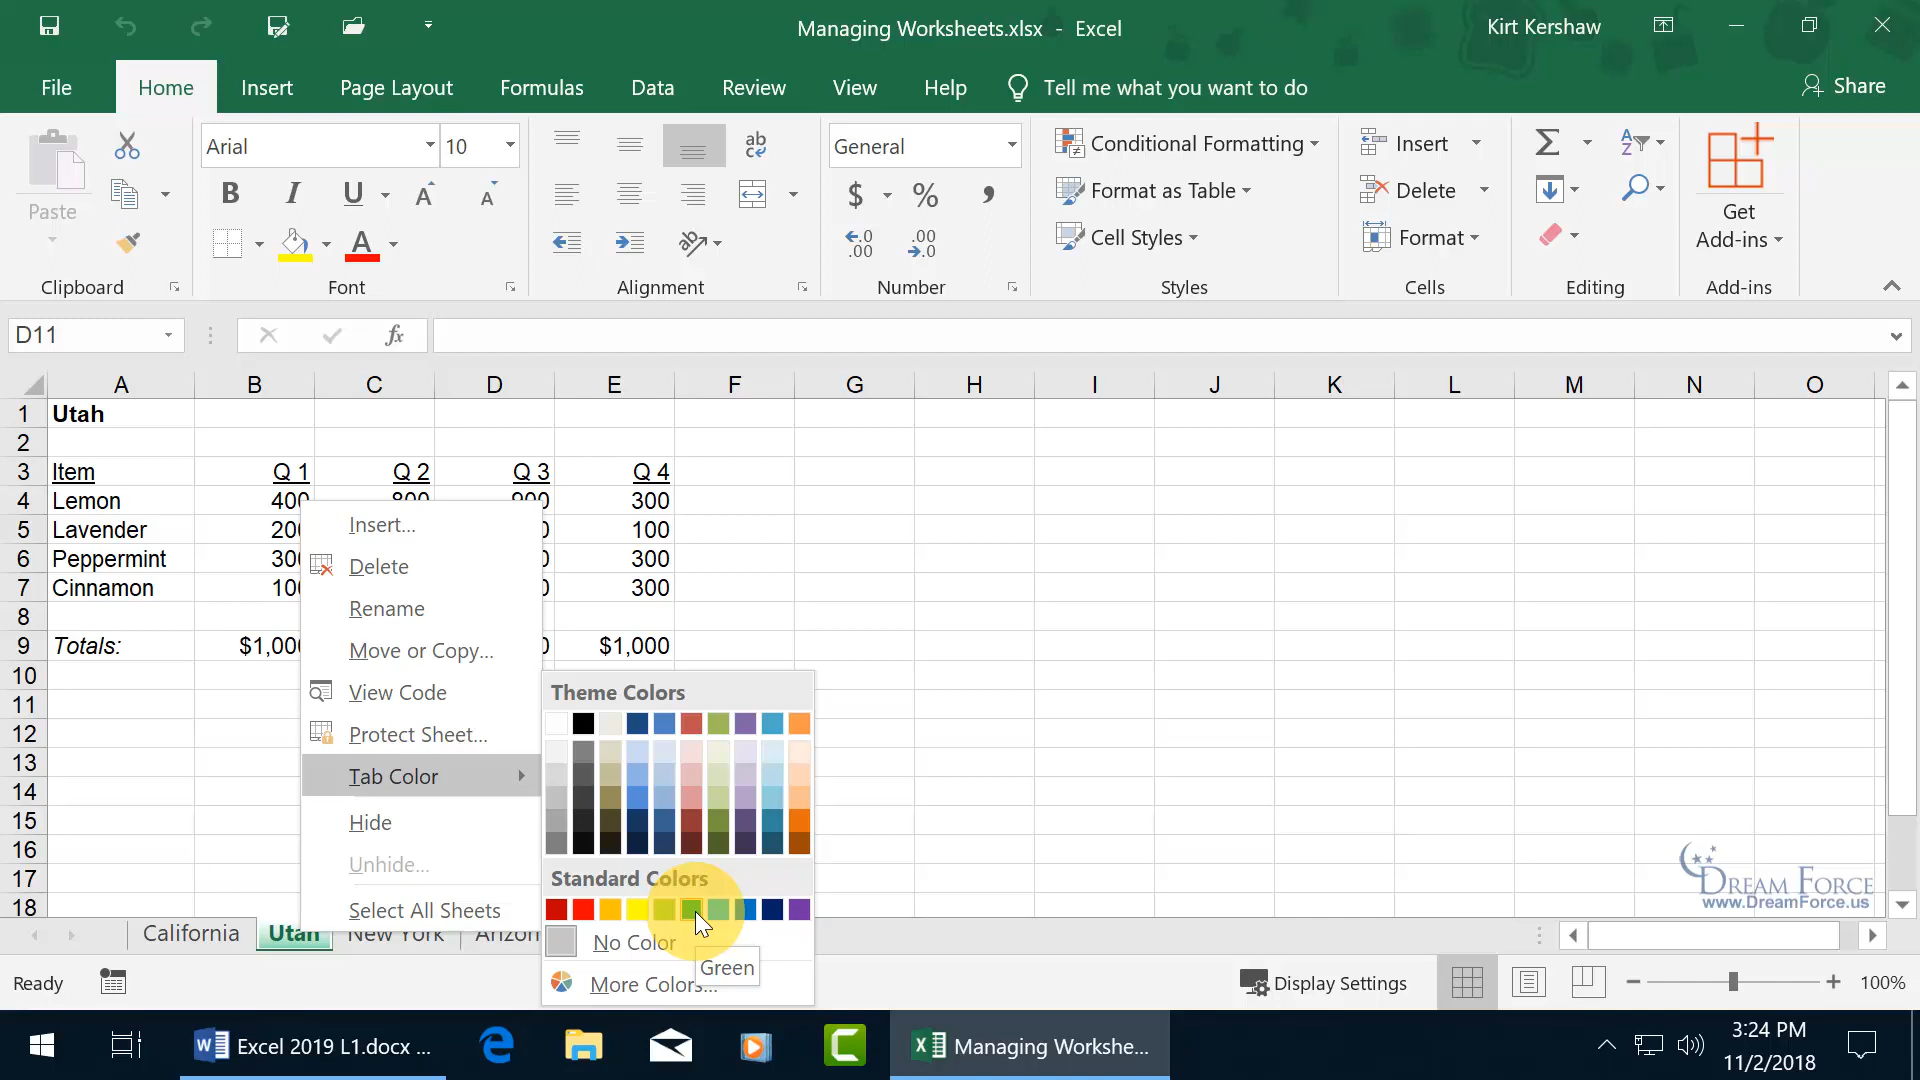 Managing Worksheets.xlsx - Excel
Kirt Kershaw
File Home Insert Page Layout Formulas Data Review View Help Tell me what you want to do Share
Arial 10
General
Conditional Formatting
Insert
Format as Table
Delete
Cell Styles
Format
Paste
Get
Add-ins
Clipboard Font Alignment Number Styles Cells Editing Add-ins
D11
fx
A B C D E F G H I J K L M N O
1 Utah
2
3 Item Q 1 Q 2 Q 3 Q 4
4 Lemon 400 800 900 300
5 Lavender 100
6 Peppermint 300
7 Cinnamon 300
8
9 Totals: $1,000
10
11
12
13
14
15
16
17
18
Insert...
Delete
Rename
Move or Copy...
View Code
Protect Sheet...
Tab Color
Hide
Unhide...
Select All Sheets
Theme Colors
Standard Colors
No Color
Green
More Colors...
DREAM FORCE
www.DreamForce.us
California Utah New York
Ready
Display Settings
100%
Excel 2019 L1.docx ...
Managing Workshe...
3:24 PM
11/2/2018